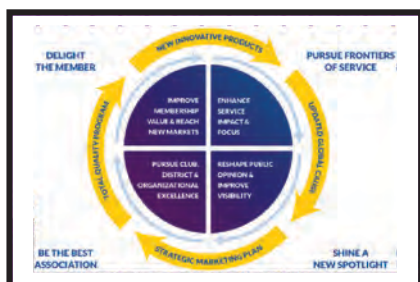 DELIGHT
THE MEMBER
NEW INNOVATIVE PRODUCTS
PURSUE FRONTIERS
OF SERVICE
IMPROVE
MEMBERSHIP
VALUE & REACH
NEW MARKETS
ENHANCE
SERVICE
IMPACT &
FOCUS
TOTAL QUALITY PROGRAM
UPDATED GLOBAL CAUSE
PURSUE CLUB,
DISTRICT &
ORGANIZATIONAL
EXCELLENCE
RESHAPE PUBLIC
OPINION &
IMPROVE
VISIBILITY
BE THE BEST
ASSOCIATION
STRATEGIC MARKETING PLAN
SHINE A
NEW SPOTLIGHT